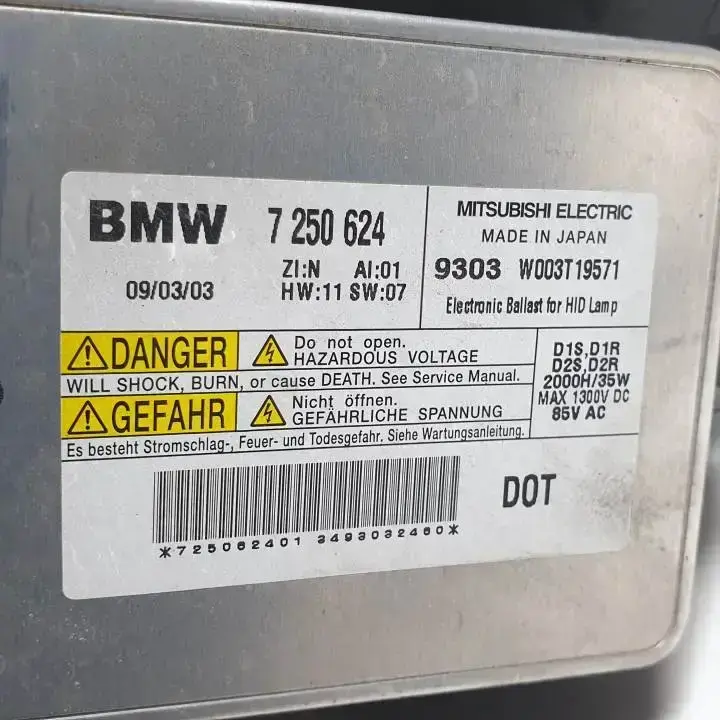 BMW 7 250 624
09/03/03
ZI:N AI:01
HW:11 SW:07
MITSUBISHI ELECTRIC
MADE IN JAPAN
9303 W003T19571
Electronic Ballast for HID Lamp
DANGER
Do not open.
HAZARDOUS VOLTAGE
WILL SHOCK, BURN, or cause DEATH. See Service Manual.
GEFAHR
Nicht öffnen.
GEFÄHRLICHE SPANNUNG
Es besteht Stromschlag-, Feuer- und Todesgefahr. Siehe Wartungsanleitung.
D1S,D1R
D2S,D2R
2000H/35W
MAX 1300V DC
85V AC
*725062401 3493032460*
DOT